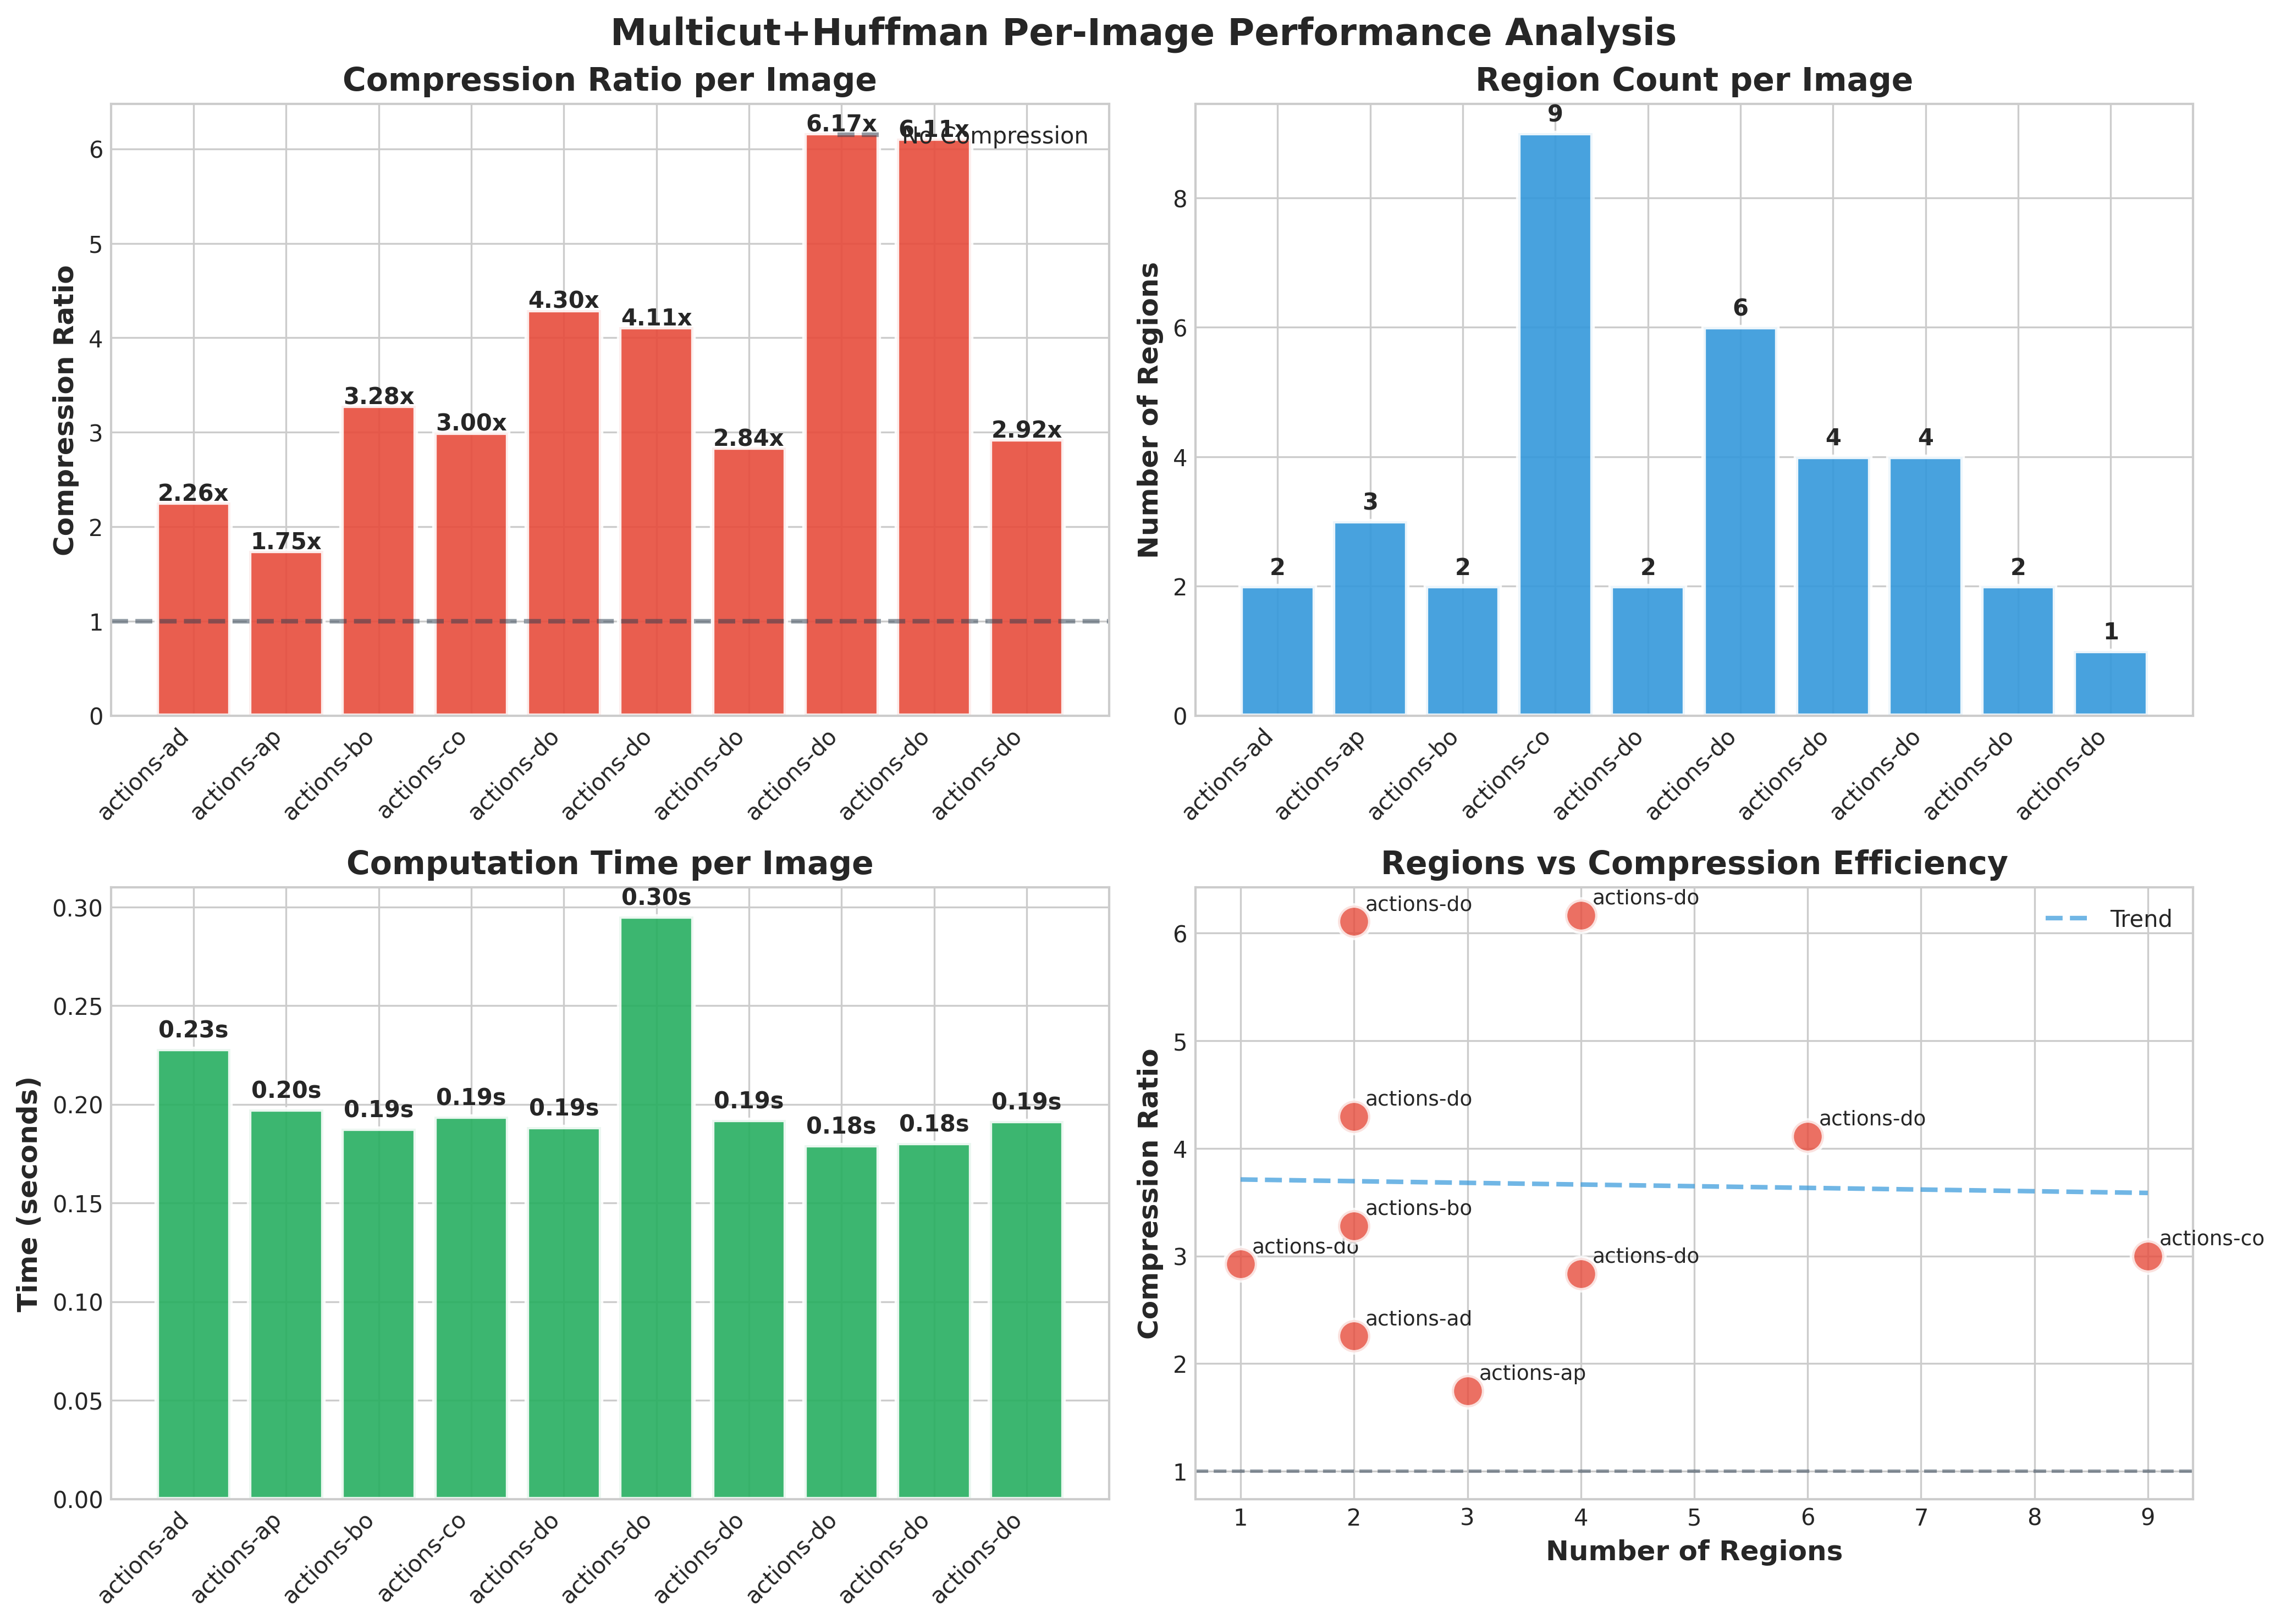 Multicut+Huffman Per-Image Performance Analysis
Compression Ratio per Image
Compression Ratio
6
5
4
3
2
1
0
2.26x
1.75x
3.28x
3.00x
4.30x
4.11x
2.84x
6.17x
6.11x
2.92x
No Compression
actions-ad
actions-ap
actions-bo
actions-co
actions-do
actions-do
actions-do
actions-do
actions-do
actions-do
Region Count per Image
Number of Regions
8
6
4
2
0
2
3
2
9
2
6
4
4
2
1
actions-ad
actions-ap
actions-bo
actions-co
actions-do
actions-do
actions-do
actions-do
actions-do
actions-do
Computation Time per Image
Time (seconds)
0.30
0.25
0.20
0.15
0.10
0.05
0.00
0.23s
0.20s
0.19s
0.19s
0.19s
0.30s
0.19s
0.18s
0.18s
0.19s
actions-ad
actions-ap
actions-bo
actions-co
actions-do
actions-do
actions-do
actions-do
actions-do
actions-do
Regions vs Compression Efficiency
Compression Ratio
6
5
4
3
2
1
actions-do
actions-do
Trend
actions-do
actions-do
actions-bo
actions-do
actions-do
actions-co
actions-ad
actions-ap
1
2
3
4
5
6
7
8
9
Number of Regions